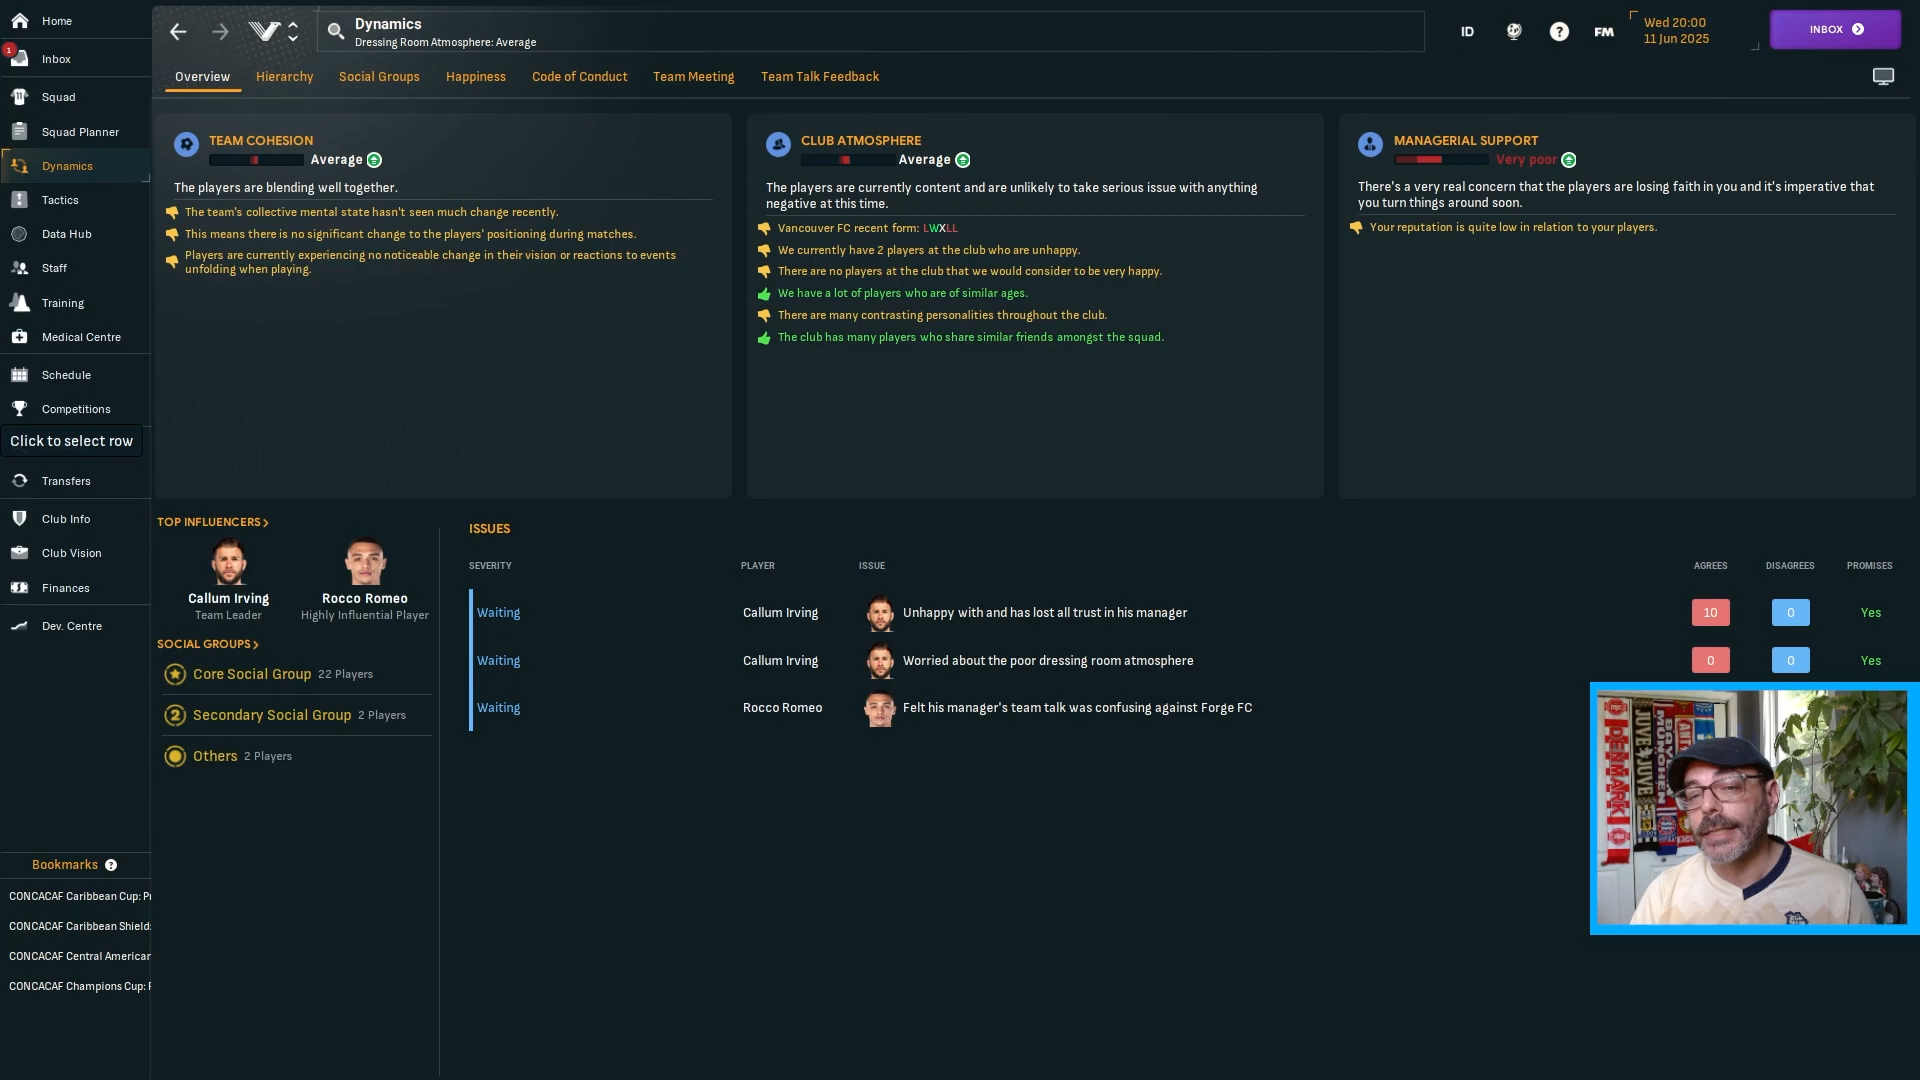 Home
1
Inbox
Squad
Squad Planner
Dynamics
Tactics
Data Hub
Staff
Training
Medical Centre
Schedule
Competitions
Click to select row
Transfers
Club Info
Club Vision
Finances
Dev. Centre
Bookmarks ?
CONCACAF Caribbean Cup: P
CONCACAF Caribbean Shield:
CONCACAF Central American
CONCACAF Champions Cup: F
Dynamics
Dressing Room Atmosphere: Average
ID
?
FM
Wed 20:00
11 Jun 2025
INBOX
Overview Hierarchy Social Groups Happiness Code of Conduct Team Meeting Team Talk Feedback
TEAM COHESION
Average
The players are blending well together.
The team's collective mental state hasn't seen much change recently.
This means there is no significant change to the players' positioning during matches.
Players are currently experiencing no noticeable change in their vision or reactions to events
unfolding when playing.
CLUB ATMOSPHERE
Average
The players are currently content and are unlikely to take serious issue with anything
negative at this time.
Vancouver FC recent form: LWXLL
We currently have 2 players at the club who are unhappy.
There are no players at the club that we would consider to be very happy.
We have a lot of players who are of similar ages.
There are many contrasting personalities throughout the club.
The club has many players who share similar friends amongst the squad.
MANAGERIAL SUPPORT
Very poor
There's a very real concern that the players are losing faith in you and it's imperative that
you turn things around soon.
Your reputation is quite low in relation to your players.
TOP INFLUENCERS
Callum Irving
Team Leader
Rocco Romeo
Highly Influential Player
SOCIAL GROUPS
Core Social Group 22 Players
2 Secondary Social Group 2 Players
Others 2 Players
ISSUES
SEVERITY PLAYER ISSUE AGREES DISAGREES PROMISES
Waiting Callum Irving Unhappy with and has lost all trust in his manager 10 0 Yes
Waiting Callum Irving Worried about the poor dressing room atmosphere 0 0 Yes
Waiting Rocco Romeo Felt his manager's team talk was confusing against Forge FC
DENMARK
JUVE JUVE
MÜNCHEN